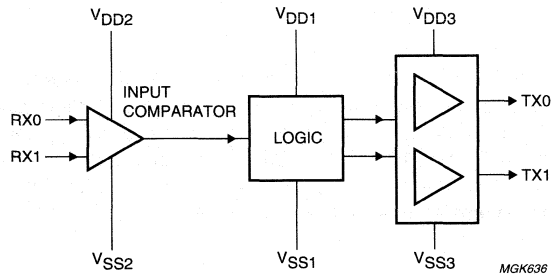 VDD2
VDD1
VDD3
INPUT
COMPARATOR
RX0
RX1
LOGIC
TX0
TX1
VSS2
VSS1
VSS3
MGK636